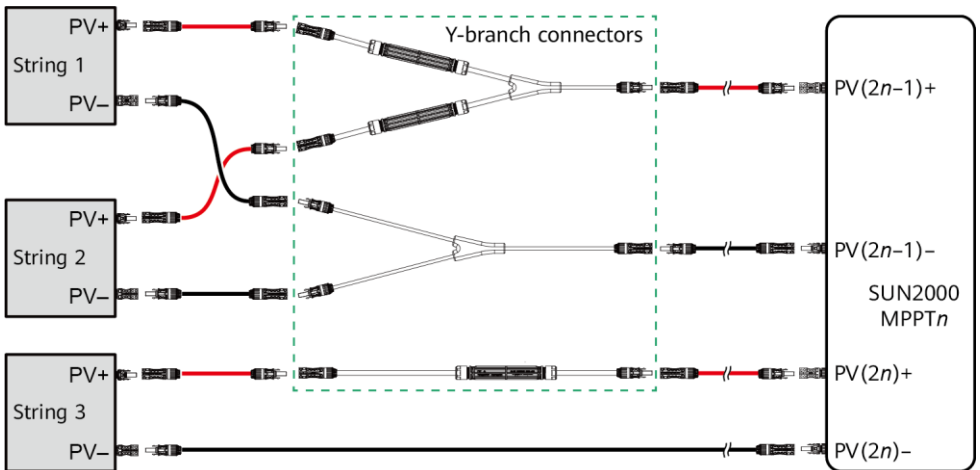 PV+
String 1
PV–
PV+
String 2
PV–
PV+
String 3
PV–
Y-branch connectors
PV(2n–1)+
PV(2n–1)–
SUN2000
MPPTn
PV(2n)+
PV(2n)–